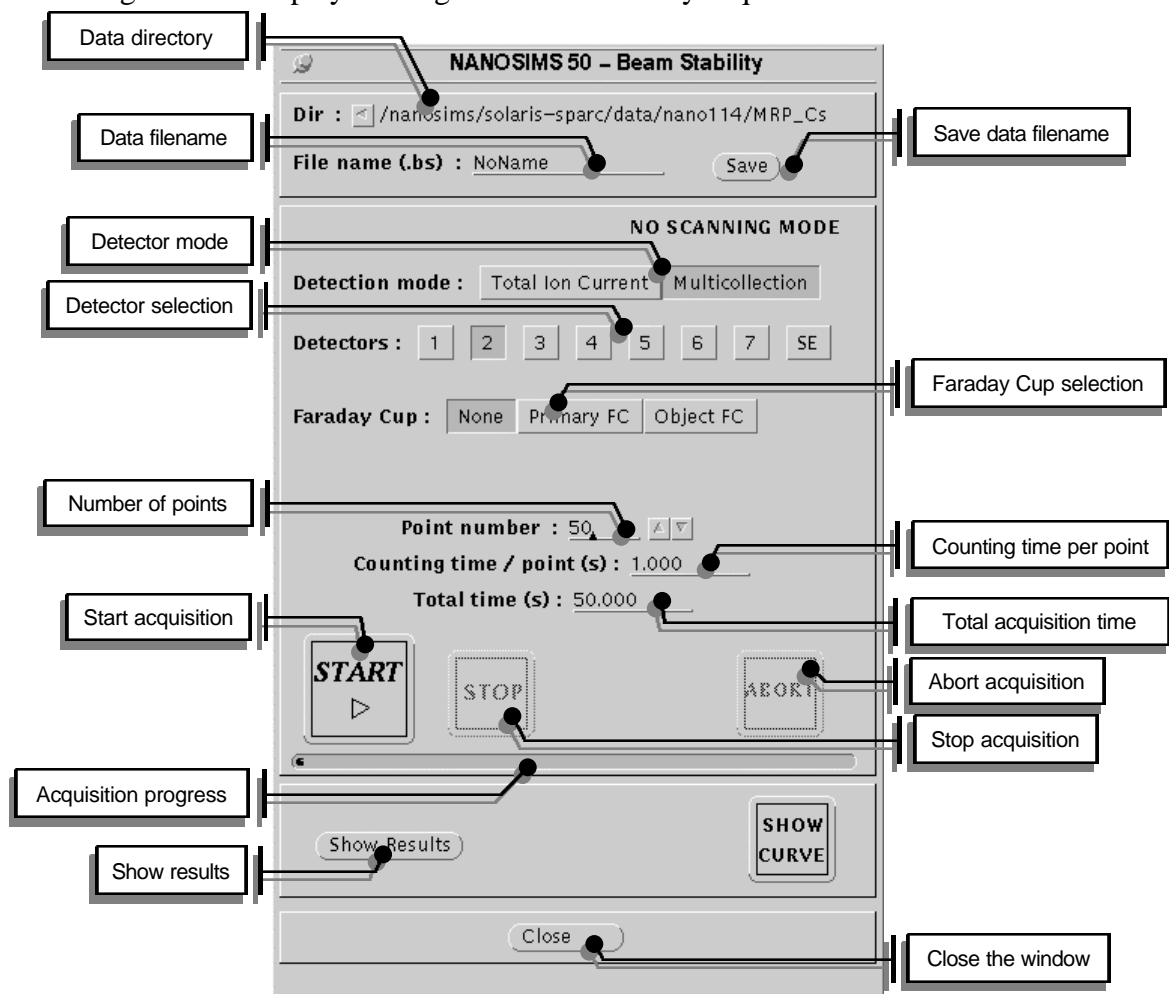 Data directory
NANOSIMS 50 – Beam Stability
Dir : /nanosims/solaris-sparc/data/nano114/MRP_Cs
Data filename
Save data filename
File name (.bs) : NoName Save
NO SCANNING MODE
Detector mode
Detection mode : Total Ion Current Multicollection
Detector selection
Detectors : 1 2 3 4 5 6 7 SE
Faraday Cup selection
Faraday Cup : None Primary FC Object FC
Number of points
Point number : 50
Counting time per point
Counting time / point (s) : 1.000
Total time (s) : 50.000
Start acquisition
Total acquisition time
START
STOP
ABORT
Abort acquisition
Stop acquisition
Acquisition progress
SHOW
CURVE
Show Results
Show results
Close
Close the window